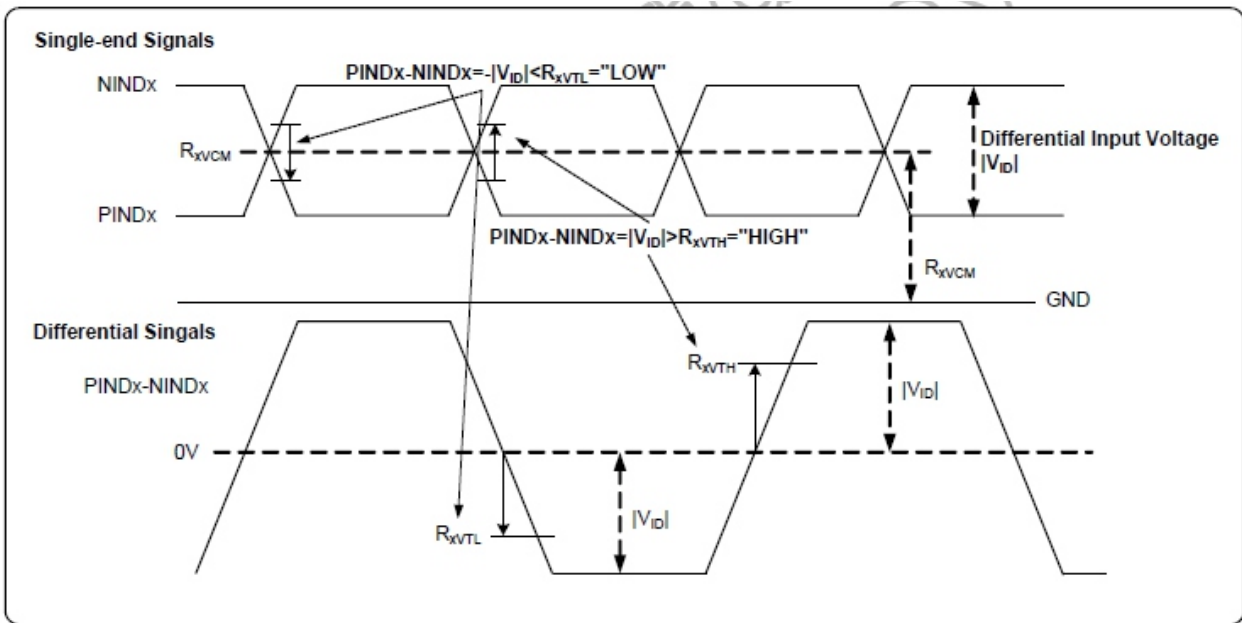 Single-end Signals
PINDx-NINDx=-|VID|<RxVTL="LOW"
NINDx
RxVCM
Differential Input Voltage
|VID|
PINDx
PINDx-NINDx=|VID|>RxVTH="HIGH"
RxVCM
GND
Differential Singals
RxVTH
PINDx-NINDx
|VID|
0V
|VID|
RxVTL